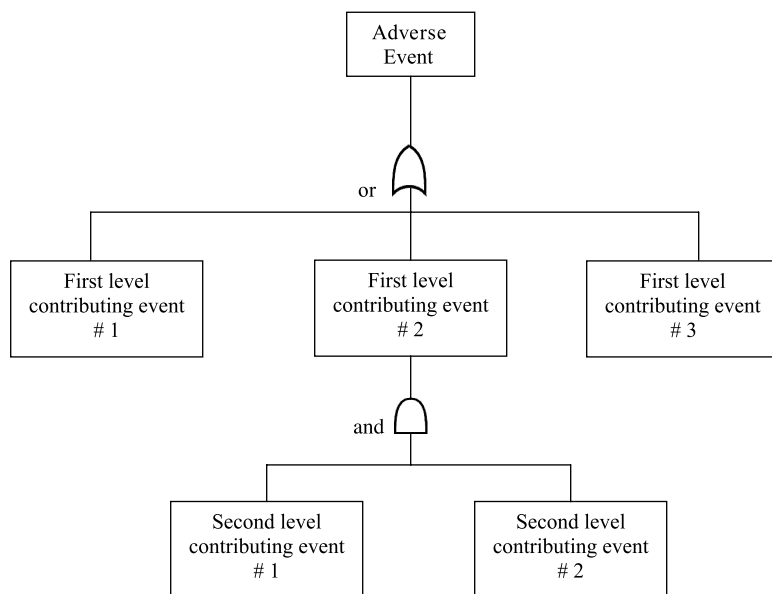 Adverse
Event
or
First level
contributing event
# 1
First level
contributing event
# 2
First level
contributing event
# 3
and
Second level
contributing event
# 1
Second level
contributing event
# 2